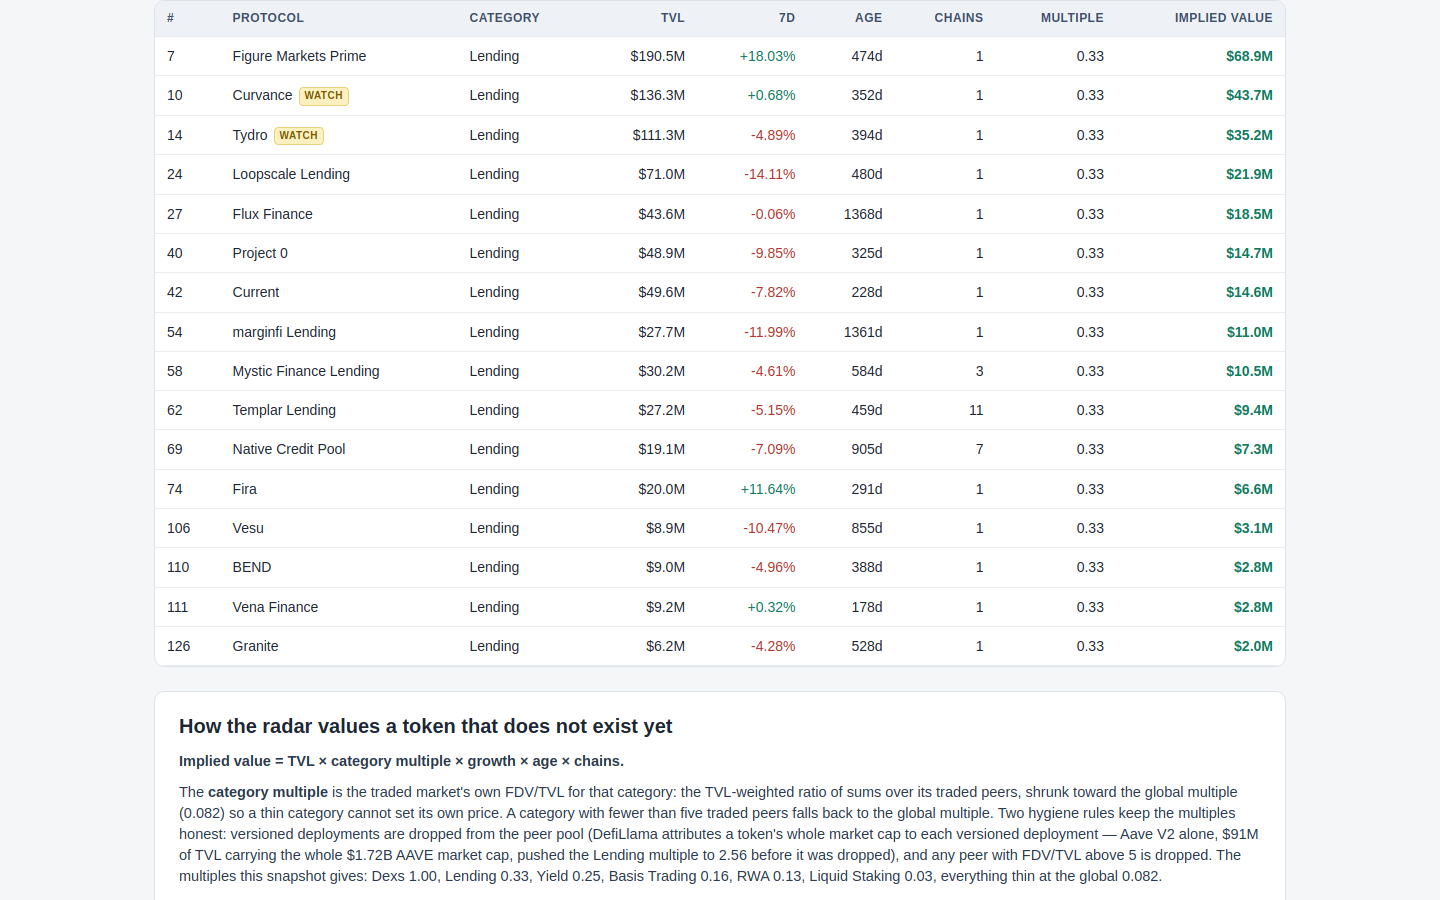 # PROTOCOL CATEGORY TVL 7D AGE CHAINS MULTIPLE IMPLIED VALUE
7 Figure Markets Prime Lending $190.5M +18.03% 474d 1 0.33 $68.9M
10 Curvance WATCH Lending $136.3M +0.68% 352d 1 0.33 $43.7M
14 Tydro WATCH Lending $111.3M -4.89% 394d 1 0.33 $35.2M
24 Loopscale Lending Lending $71.0M -14.11% 480d 1 0.33 $21.9M
27 Flux Finance Lending $43.6M -0.06% 1368d 1 0.33 $18.5M
40 Project 0 Lending $48.9M -9.85% 325d 1 0.33 $14.7M
42 Current Lending $49.6M -7.82% 228d 1 0.33 $14.6M
54 marginfi Lending Lending $27.7M -11.99% 1361d 1 0.33 $11.0M
58 Mystic Finance Lending Lending $30.2M -4.61% 584d 3 0.33 $10.5M
62 Templar Lending Lending $27.2M -5.15% 459d 11 0.33 $9.4M
69 Native Credit Pool Lending $19.1M -7.09% 905d 7 0.33 $7.3M
74 Fira Lending $20.0M +11.64% 291d 1 0.33 $6.6M
106 Vesu Lending $8.9M -10.47% 855d 1 0.33 $3.1M
110 BEND Lending $9.0M -4.96% 388d 1 0.33 $2.8M
111 Vena Finance Lending $9.2M +0.32% 178d 1 0.33 $2.8M
126 Granite Lending $6.2M -4.28% 528d 1 0.33 $2.0M
How the radar values a token that does not exist yet
Implied value = TVL × category multiple × growth × age × chains.
The category multiple is the traded market's own FDV/TVL for that category: the TVL-weighted ratio of sums over its traded peers, shrunk toward the global multiple
(0.082) so a thin category cannot set its own price. A category with fewer than five traded peers falls back to the global multiple. Two hygiene rules keep the multiples
honest: versioned deployments are dropped from the peer pool (DefiLlama attributes a token's whole market cap to each versioned deployment — Aave V2 alone, $91M
of TVL carrying the whole $1.72B AAVE market cap, pushed the Lending multiple to 2.56 before it was dropped), and any peer with FDV/TVL above 5 is dropped. The
multiples this snapshot gives: Dexs 1.00, Lending 0.33, Yield 0.25, Basis Trading 0.16, RWA 0.13, Liquid Staking 0.03, everything thin at the global 0.082.